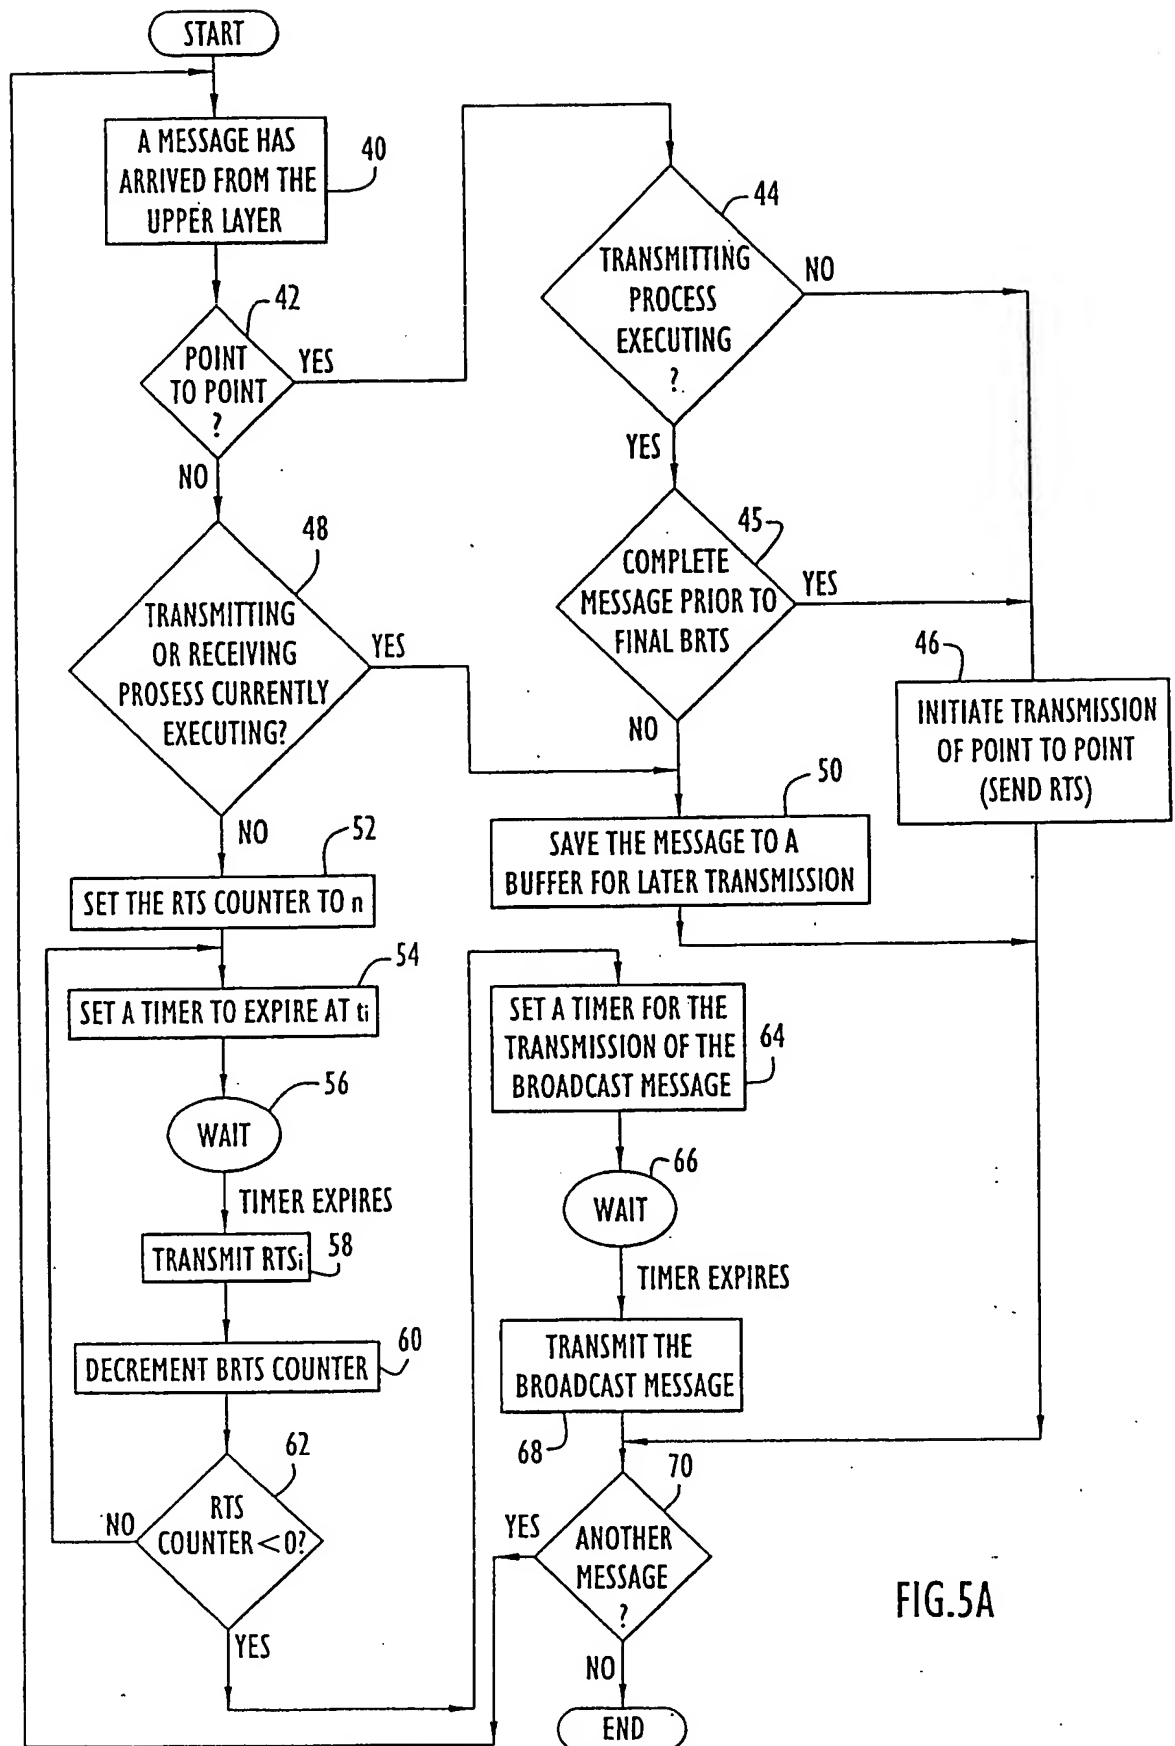 START
A MESSAGE HAS
ARRIVED FROM THE
UPPER LAYER
40
POINT
TO POINT
?
42
YES
NO
44
TRANSMITTING
PROCESS
EXECUTING
?
NO
YES
45
COMPLETE
MESSAGE PRIOR TO
FINAL BRTS
YES
NO
46
INITIATE TRANSMISSION
OF POINT TO POINT
(SEND RTS)
48
TRANSMITTING
OR RECEIVING
PROSESS CURRENTLY
EXECUTING?
YES
NO
50
SAVE THE MESSAGE TO A
BUFFER FOR LATER TRANSMISSION
52
SET THE RTS COUNTER TO n
54
SET A TIMER TO EXPIRE AT ti
56
WAIT
TIMER EXPIRES
TRANSMIT RTSi
58
DECREMENT BRTS COUNTER
60
62
RTS
COUNTER <0?
NO
YES
SET A TIMER FOR THE
TRANSMISSION OF THE
BROADCAST MESSAGE
64
66
WAIT
TIMER EXPIRES
TRANSMIT THE
BROADCAST MESSAGE
68
70
ANOTHER
MESSAGE
?
YES
NO
END
FIG.5A